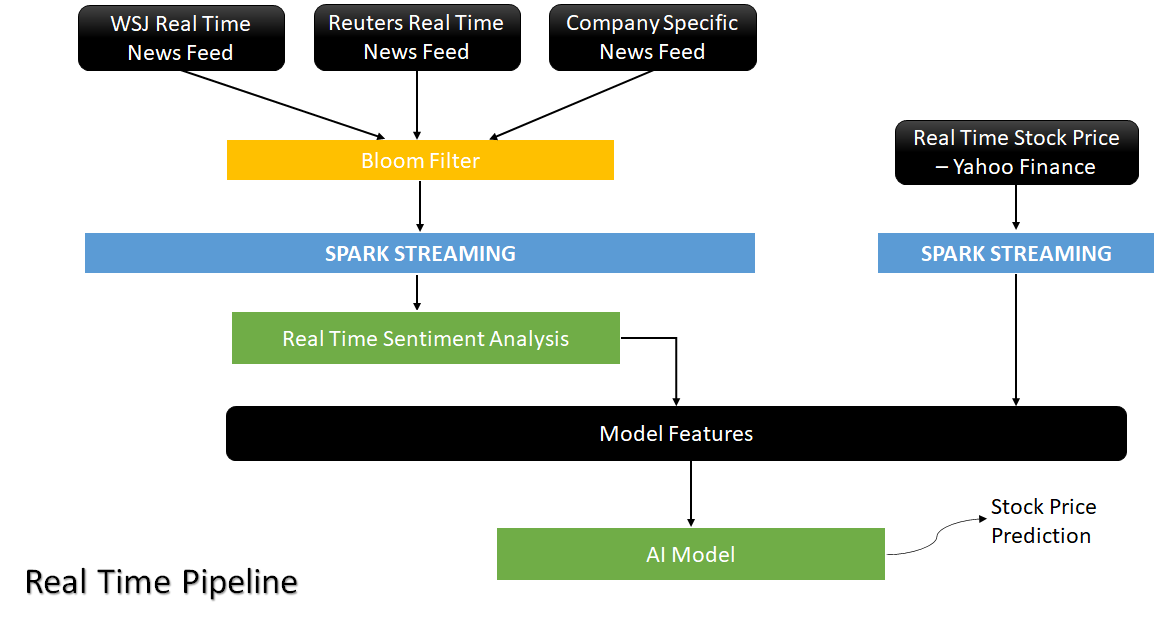 WSJ Real Time
News Feed
Reuters Real Time
News Feed
Company Specific
News Feed
Real Time Stock Price
– Yahoo Finance
Bloom Filter
SPARK STREAMING
SPARK STREAMING
Real Time Sentiment Analysis
Model Features
Stock Price
Prediction
AI Model
Real Time Pipeline